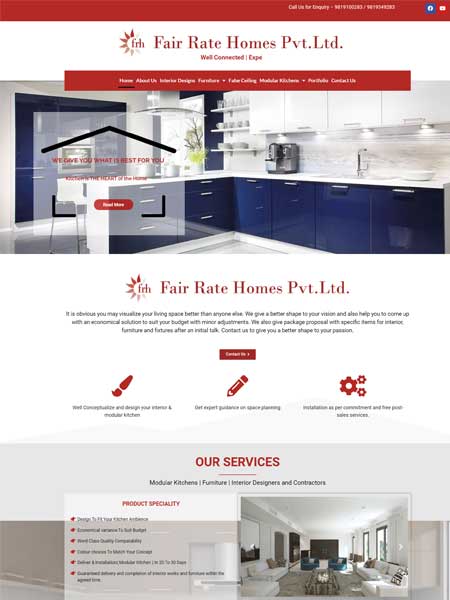 Call Us for Enquiry - 9819100283 / 9819349283
frh Fair Rate Homes Pvt.Ltd.
Well Connected | Expe
Home About Us Interior Designs Furniture False Ceiling Modular Kitchens Portfolio Contact Us
WE GIVE YOU WHAT IS BEST FOR YOU
Kitchen is THE HEART of the Home
Read More
frh Fair Rate Homes Pvt.Ltd.
It is obvious you may visualize your living space better than anyone else. We give a better shape to your vision and also help you to come up
with an economical solution to suit your budget with minor adjustments. We also give package proposal with specific items for interior,
furniture and fixtures after an initial talk. Contact us to give you a better shape to your passion.
Contact Us
Well Conceptualize and design your interior &
modular kitchen
Get expert guidance on space planning
Installation as per commitment and free post-
sales services.
OUR SERVICES
Modular Kitchens | Furniture | Interior Designers and Contractors
PRODUCT SPECIALITY
Design To Fit Your Kitchen Ambience
Economical variance To Suit Budget
Word Class Quality Comparability
Colour choices To Match Your Concept
Deliver & Installation( Modular Kitchen ) In 20 To 30 Days
Guaranteed delivery and completion of interior works and furniture within the
agreed time.